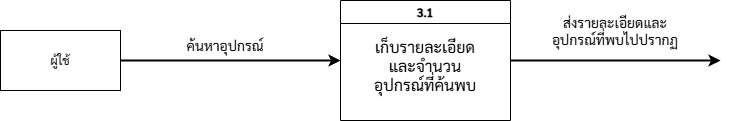 ผู้ใช้
ค้นหาอุปกรณ์
3.1
เก็บรายละเอียด
และจำนวน
อุปกรณ์ที่ค้นพบ
ส่งรายละเอียดและ
อุปกรณ์ที่พบไปปรากฏ